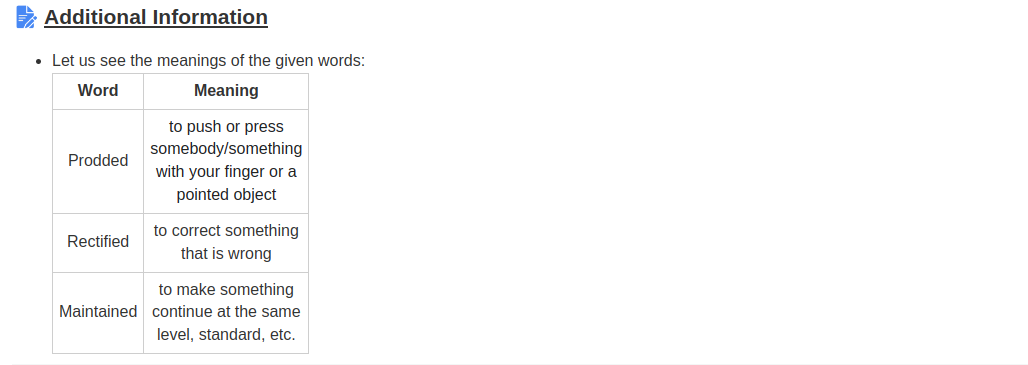 Additional Information
Let us see the meanings of the given words:
Word Meaning
Prodded
to push or press
somebody/something
with your finger or a
pointed object
Rectified
to correct something
that is wrong
Maintained
to make something
continue at the same
level, standard, etc.